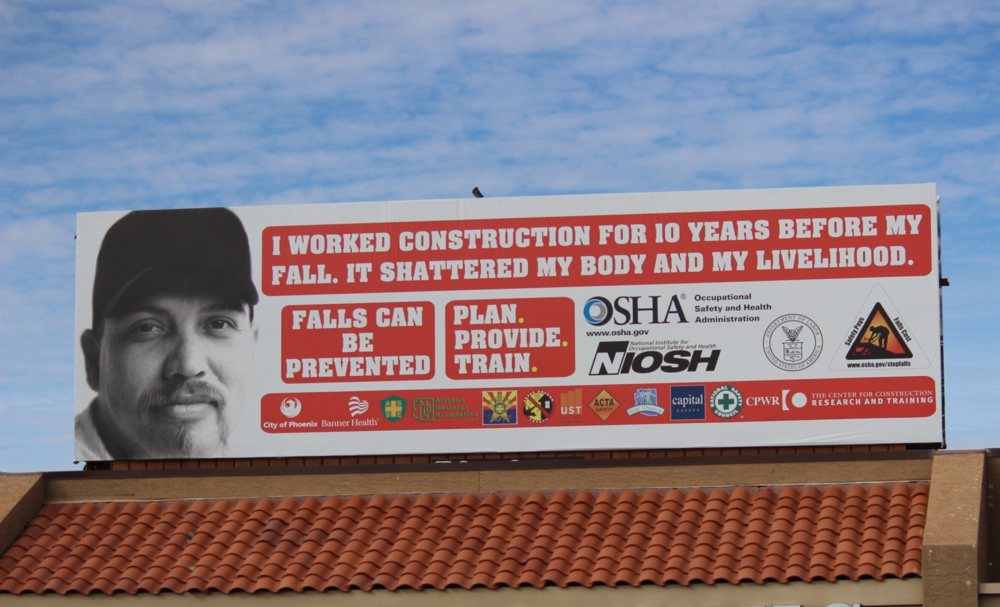 I WORKED CONSTRUCTION FOR 10 YEARS BEFORE MY
FALL. IT SHATTERED MY BODY AND MY LIVELIHOOD.
FALLS CAN
BE
PREVENTED
PLAN.
PROVIDE.
TRAIN.
OSHA®
Occupational
Safety and Health
Administration
www.osha.gov
National Institute for
Occupational Safety and Health
NIOSH
DEPARTMENT OF LABOR
UNITED STATES OF AMERICA
Safety Pays
Falls Cost
www.osha.gov/stopfalls
City of Phoenix
Banner Health®
AS
SE
Arizona
Business
Association
UST
ACTA
SAFETY
Kids' Chance
capital
SAFETY
NATIONAL SAFETY
COUNCIL
CPWR
THE CENTER FOR CONSTRUCTION
RESEARCH AND TRAINING